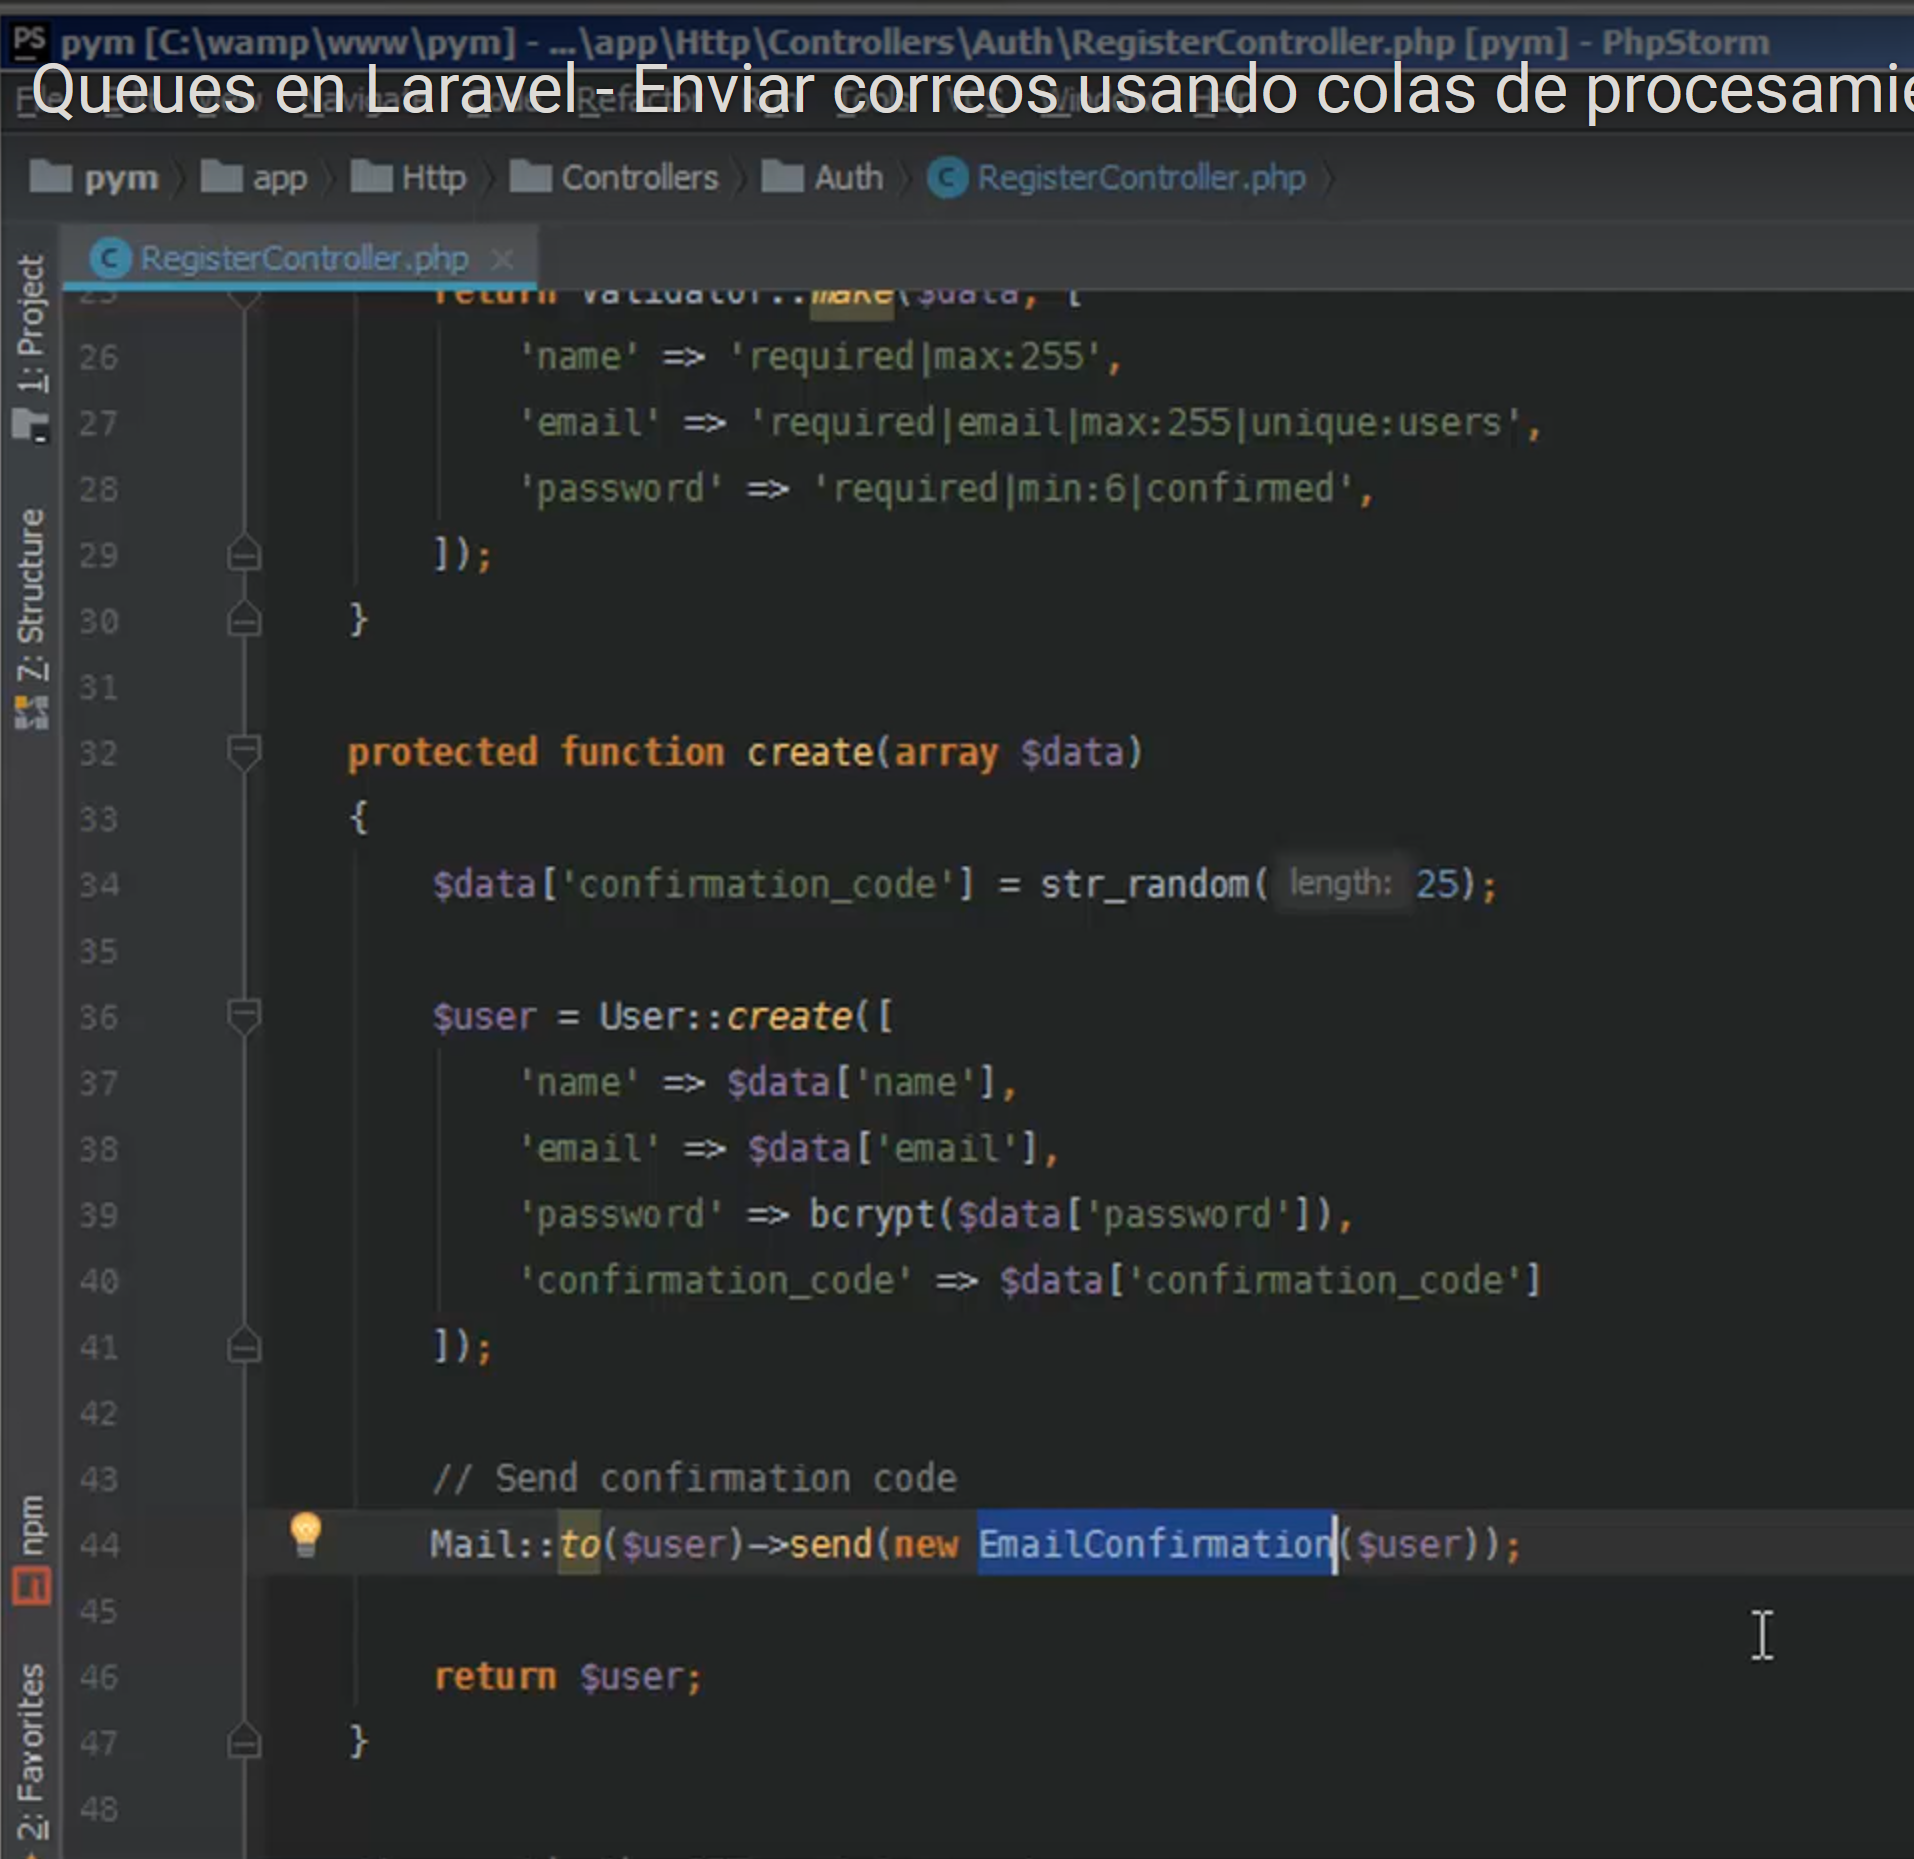 PS pym [C:\wamp\www\pym] - ...\app\Http\Controllers\Auth\RegisterController.php [pym] - PhpStorm
Queues en Laravel - Enviar correos usando colas de procesamie
pym app Http Controllers Auth RegisterController.php
RegisterController.php
1: Project
7: Structure
npm
2: Favorites
25 return Validator::make($data, [
26 'name' => 'required|max:255',
27 'email' => 'required|email|max:255|unique:users',
28 'password' => 'required|min:6|confirmed',
29 ]);
30 }
31
32 protected function create(array $data)
33 {
34 $data['confirmation_code'] = str_random( length: 25);
35
36 $user = User::create([
37 'name' => $data['name'],
38 'email' => $data['email'],
39 'password' => bcrypt($data['password']),
40 'confirmation_code' => $data['confirmation_code']
41 ]);
42
43 // Send confirmation code
44 Mail::to($user)->send(new EmailConfirmation($user));
45
46 return $user;
47 }
48